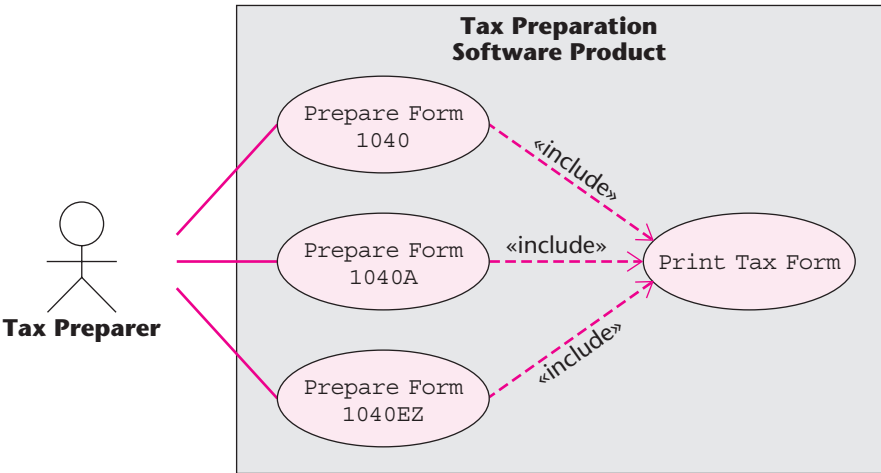 Tax Preparation
Software Product
Prepare Form
1040
«include»
Prepare Form
1040A
«include»
Print Tax Form
Tax Preparer
Prepare Form
1040EZ
«include»